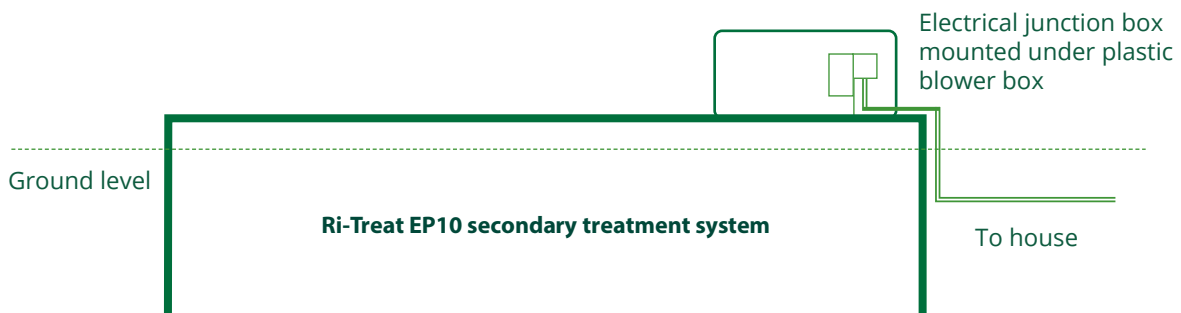 Electrical junction box
mounted under plastic
blower box
Ground level
Ri-Treat EP10 secondary treatment system
To house